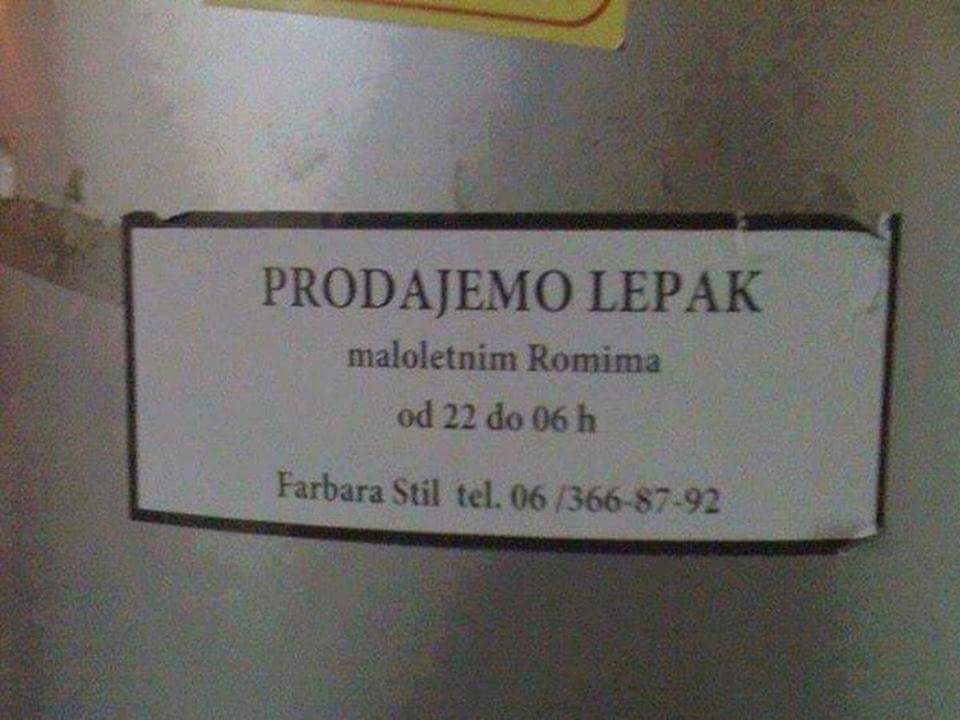 PRODAJEMO LEPAK
maloletnim Romima
od 22 do 06 h
Farbara Stil tel. 06 /366-87-92